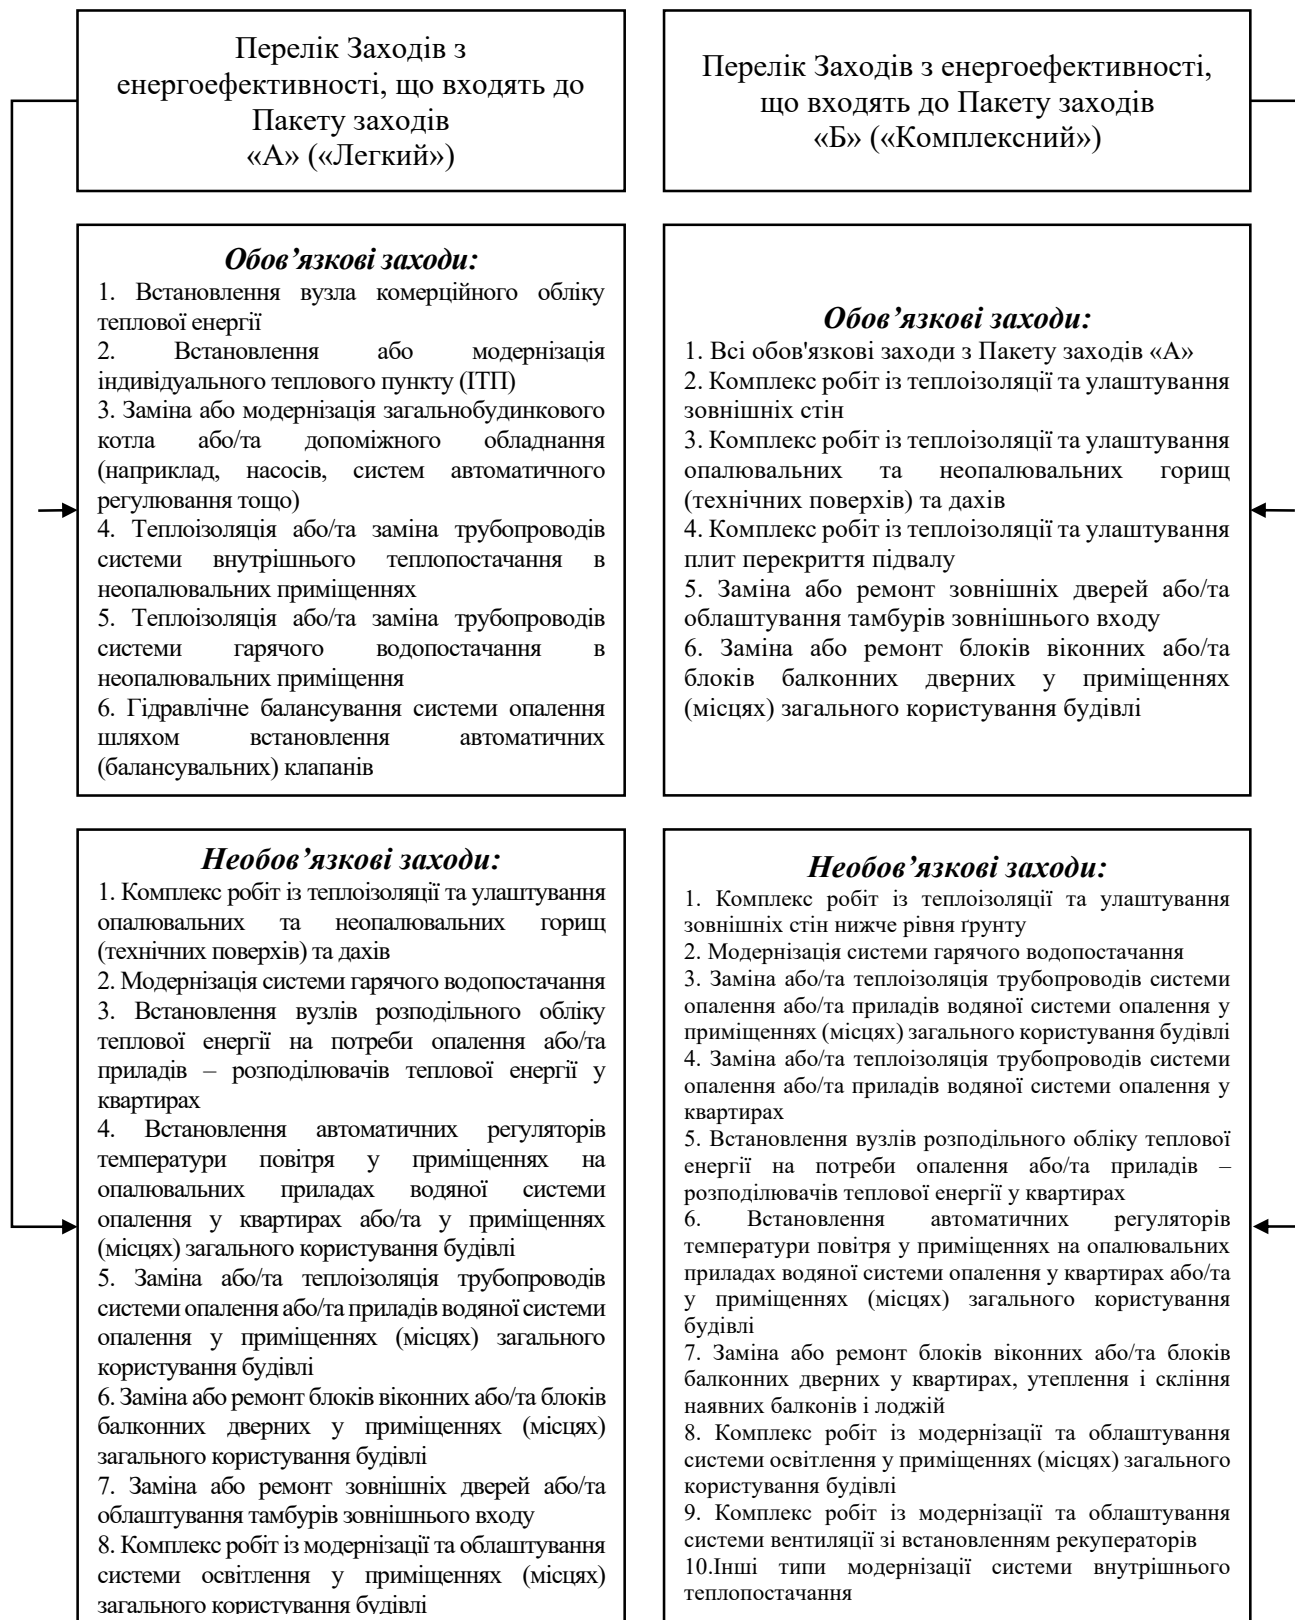 Перелік Заходів з
енергоефективності, що входять до
Пакету заходів
«А» («Легкий»)
Перелік Заходів з енергоефективності,
що входять до Пакету заходів
«Б» («Комплексний»)
Обов’язкові заходи:
1. Встановлення вузла комерційного обліку
теплової енергії
2. Встановлення або модернізація
індивідуального теплового пункту (ІТП)
3. Заміна або модернізація загальнобудинкового
котла або/та допоміжного обладнання
(наприклад, насосів, систем автоматичного
регулювання тощо)
4. Теплоізоляція або/та заміна трубопроводів
системи внутрішнього теплопостачання в
неопалювальних приміщеннях
5. Теплоізоляція або/та заміна трубопроводів
системи гарячого водопостачання в
неопалювальних приміщення
6. Гідравлічне балансування системи опалення
шляхом встановлення автоматичних
(балансувальних) клапанів
Обов’язкові заходи:
1. Всі обов'язкові заходи з Пакету заходів «А»
2. Комплекс робіт із теплоізоляції та улаштування
зовнішніх стін
3. Комплекс робіт із теплоізоляції та улаштування
опалювальних та неопалювальних горищ
(технічних поверхів) та дахів
4. Комплекс робіт із теплоізоляції та улаштування
плит перекриття підвалу
5. Заміна або ремонт зовнішніх дверей або/та
облаштування тамбурів зовнішнього входу
6. Заміна або ремонт блоків віконних або/та
блоків балконних дверних у приміщеннях
(місцях) загального користування будівлі
Необов’язкові заходи:
1. Комплекс робіт із теплоізоляції та улаштування
опалювальних та неопалювальних горищ
(технічних поверхів) та дахів
2. Модернізація системи гарячого водопостачання
3. Встановлення вузлів розподільного обліку
теплової енергії на потреби опалення або/та
приладів – розподілювачів теплової енергії у
квартирах
4. Встановлення автоматичних регуляторів
температури повітря у приміщеннях на
опалювальних приладах водяної системи
опалення у квартирах або/та у приміщеннях
(місцях) загального користування будівлі
5. Заміна або/та теплоізоляція трубопроводів
системи опалення або/та приладів водяної системи
опалення у приміщеннях (місцях) загального
користування будівлі
6. Заміна або ремонт блоків віконних або/та блоків
балконних дверних у приміщеннях (місцях)
загального користування будівлі
7. Заміна або ремонт зовнішніх дверей або/та
облаштування тамбурів зовнішнього входу
8. Комплекс робіт із модернізації та облаштування
системи освітлення у приміщеннях (місцях)
загального користування будівлі
Необов’язкові заходи:
1. Комплекс робіт із теплоізоляції та улаштування
зовнішніх стін нижче рівня ґрунту
2. Модернізація системи гарячого водопостачання
3. Заміна або/та теплоізоляція трубопроводів системи
опалення або/та приладів водяної системи опалення у
приміщеннях (місцях) загального користування будівлі
4. Заміна або/та теплоізоляція трубопроводів системи
опалення або/та приладів водяної системи опалення у
квартирах
5. Встановлення вузлів розподільного обліку теплової
енергії на потреби опалення або/та приладів –
розподілювачів теплової енергії у квартирах
6. Встановлення автоматичних регуляторів
температури повітря у приміщеннях на опалювальних
приладах водяної системи опалення у квартирах або/та
у приміщеннях (місцях) загального користування
будівлі
7. Заміна або ремонт блоків віконних або/та блоків
балконних дверних у квартирах, утеплення і скління
наявних балконів і лоджій
8. Комплекс робіт із модернізації та облаштування
системи освітлення у приміщеннях (місцях) загального
користування будівлі
9. Комплекс робіт із модернізації та облаштування
системи вентиляції зі встановленням рекуператорів
10.Інші типи модернізації системи внутрішнього
теплопостачання